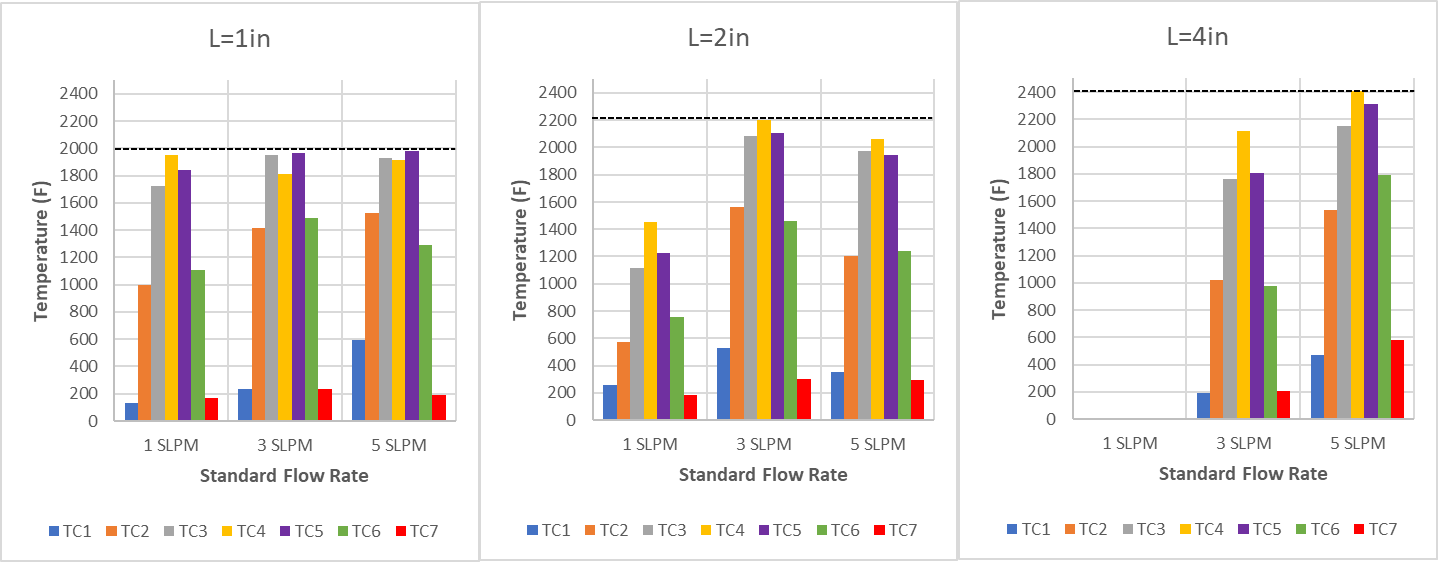 L=1in
2400
2200
2000
1800
1600
1400
1200
1000
800
600
400
200
0
Temperature (F)
1 SLPM 3 SLPM 5 SLPM
Standard Flow Rate
TC1 TC2 TC3 TC4 TC5 TC6 TC7
L=2in
2400
2200
2000
1800
1600
1400
1200
1000
800
600
400
200
0
Temperature (F)
1 SLPM 3 SLPM 5 SLPM
Standard Flow Rate
TC1 TC2 TC3 TC4 TC5 TC6 TC7
L=4in
2400
2200
2000
1800
1600
1400
1200
1000
800
600
400
200
0
Temperature (F)
1 SLPM 3 SLPM 5 SLPM
Standard Flow Rate
TC1 TC2 TC3 TC4 TC5 TC6 TC7